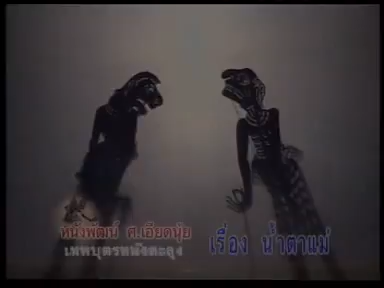 หนังพัฒน์ ศ.เอียดนุ้ย
เทพบุตรหนังตะลุง
เรื่อง น้ำตาแม่